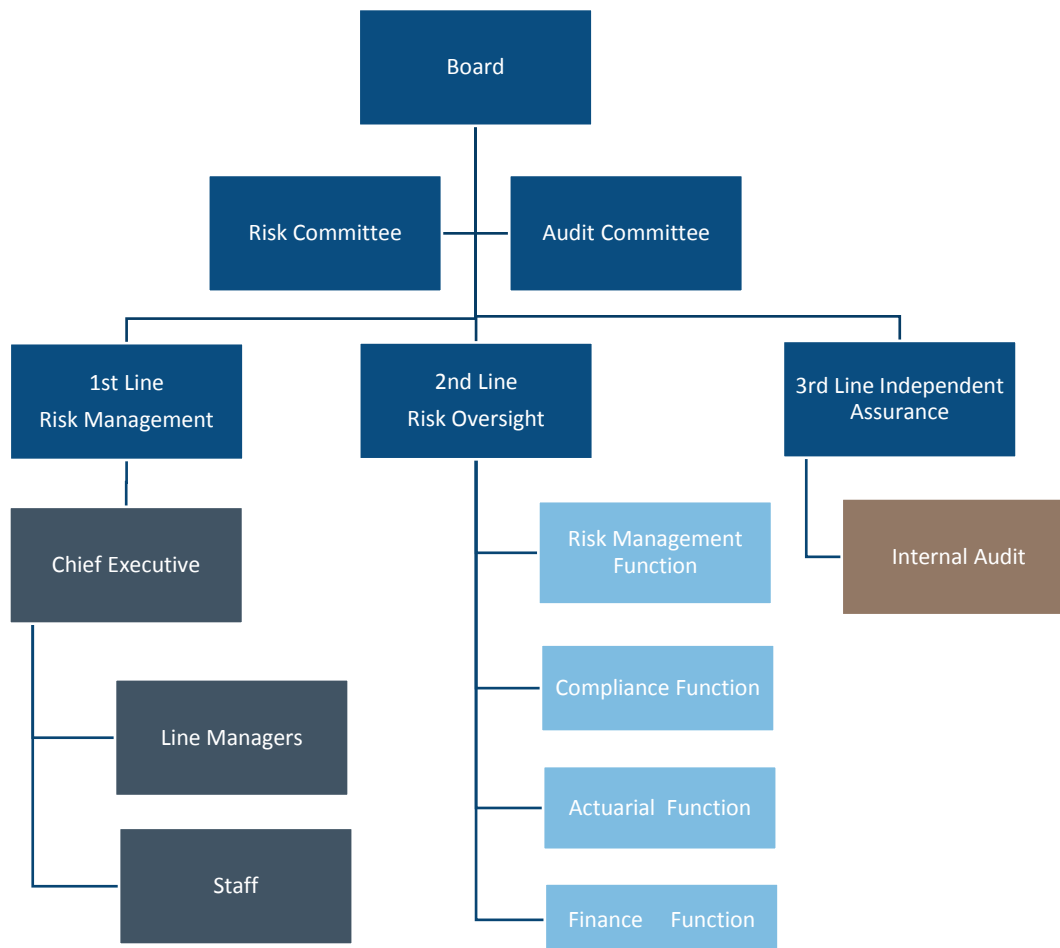 Board
Risk Committee
Audit Committee
1st Line
Risk Management
2nd Line
Risk Oversight
3rd Line Independent
Assurance
Chief Executive
Risk Management
Function
Internal Audit
Compliance Function
Line Managers
Actuarial Function
Staff
Finance Function